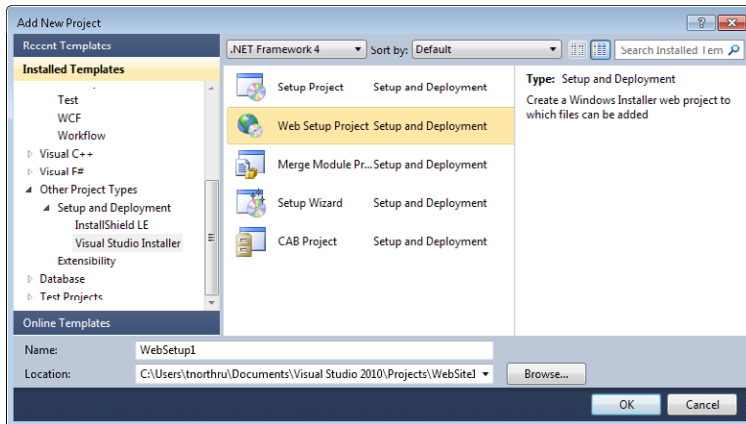 Add New Project
Recent Templates
.NET Framework 4
Sort by: Default
Search Installed Tem
Installed Templates
Test
WCF
Workflow
Visual C++
Visual F#
Other Project Types
Setup and Deployment
InstallShield LE
Visual Studio Installer
Extensibility
Database
Test Projects
Online Templates
Setup Project Setup and Deployment
Web Setup Project Setup and Deployment
Merge Module Pr... Setup and Deployment
Setup Wizard Setup and Deployment
CAB Project Setup and Deployment
Type: Setup and Deployment
Create a Windows Installer web project to
which files can be added
Name: WebSetup1
Location: C:\Users\tnorthru\Documents\Visual Studio 2010\Projects\WebSite1
Browse...
OK Cancel